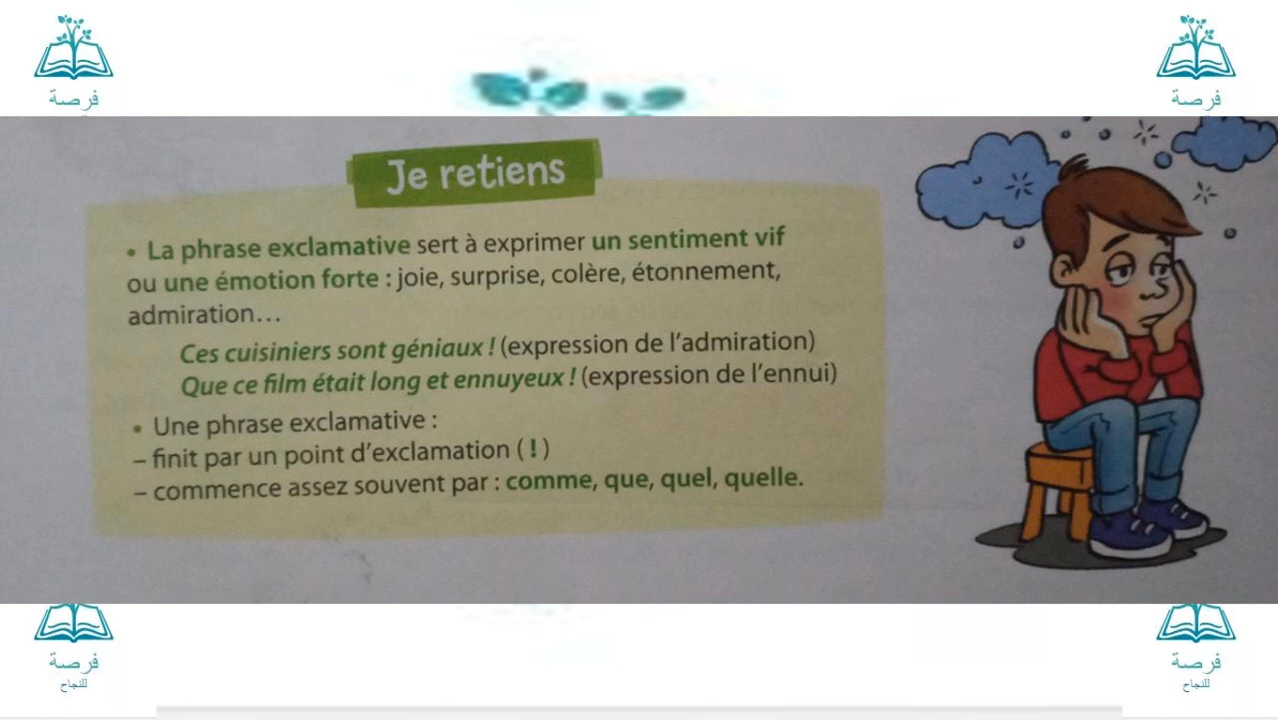 فرصة
فرصة
Je retiens
• La phrase exclamative sert à exprimer un sentiment vif
ou une émotion forte : joie, surprise, colère, étonnement,
admiration...
Ces cuisiniers sont géniaux ! (expression de l'admiration)
Que ce film était long et ennuyeux ! (expression de l'ennui)
• Une phrase exclamative :
– finit par un point d'exclamation ( ! )
– commence assez souvent par : comme, que, quel, quelle.
فرصة
للنجاح
فرصة
للنجاح